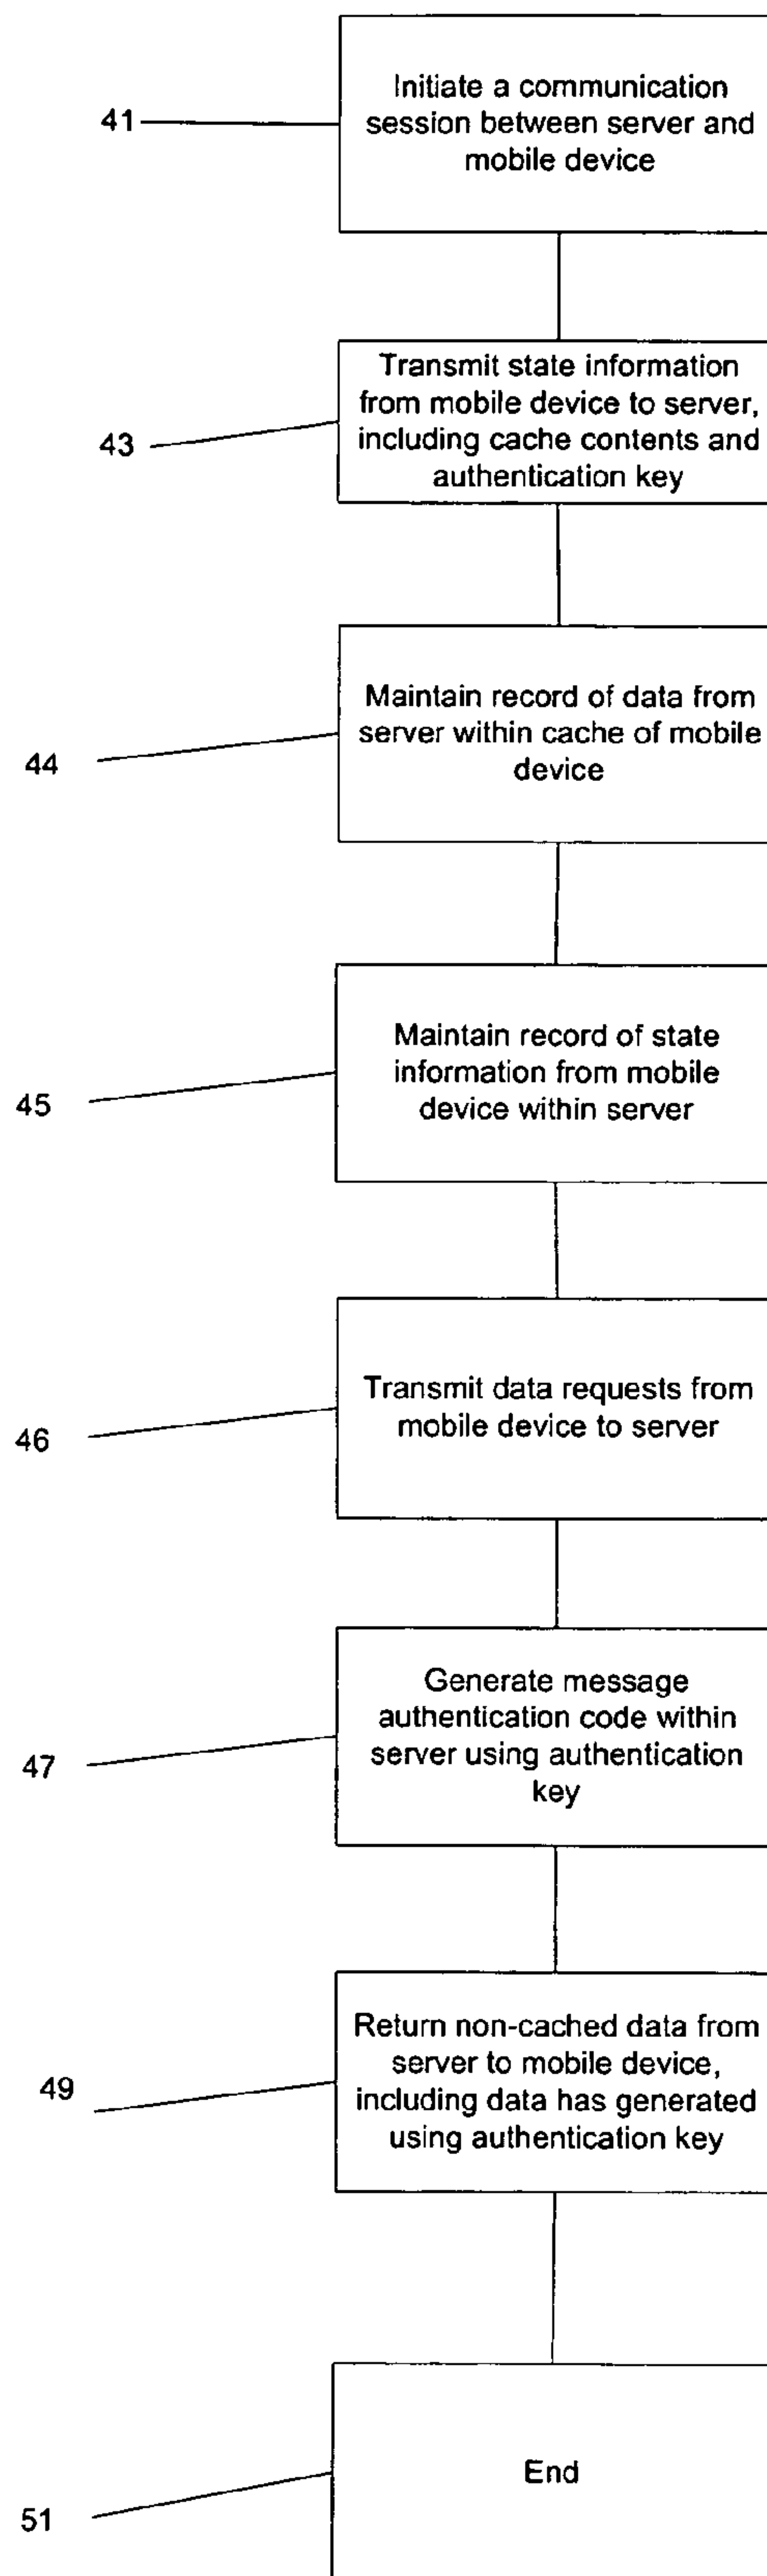 41
Initiate a communication
session between server and
mobile device
43
Transmit state information
from mobile device to server,
including cache contents and
authentication key
44
Maintain record of data from
server within cache of mobile
device
45
Maintain record of state
information from mobile
device within server
46
Transmit data requests from
mobile device to server
47
Generate message
authentication code within
server using authentication
key
49
Return non-cached data from
server to mobile device,
including data has generated
using authentication key
51
End